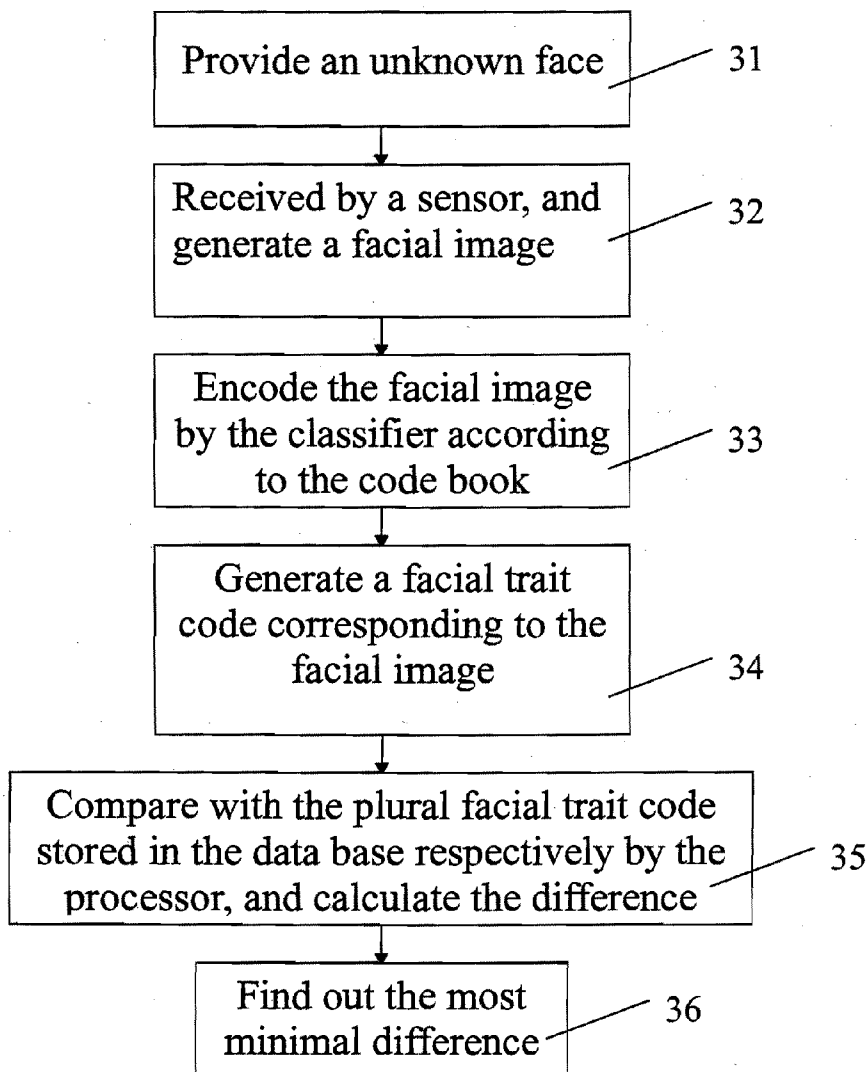 Provide an unknown face
31
Received by a sensor, and
generate a facial image
32
Encode the facial image
by the classifier according
to the code book
33
Generate a facial trait
code corresponding to the
facial image
34
Compare with the plural facial trait code
stored in the data base respectively by the
processor, and calculate the difference
35
Find out the most
minimal difference
36